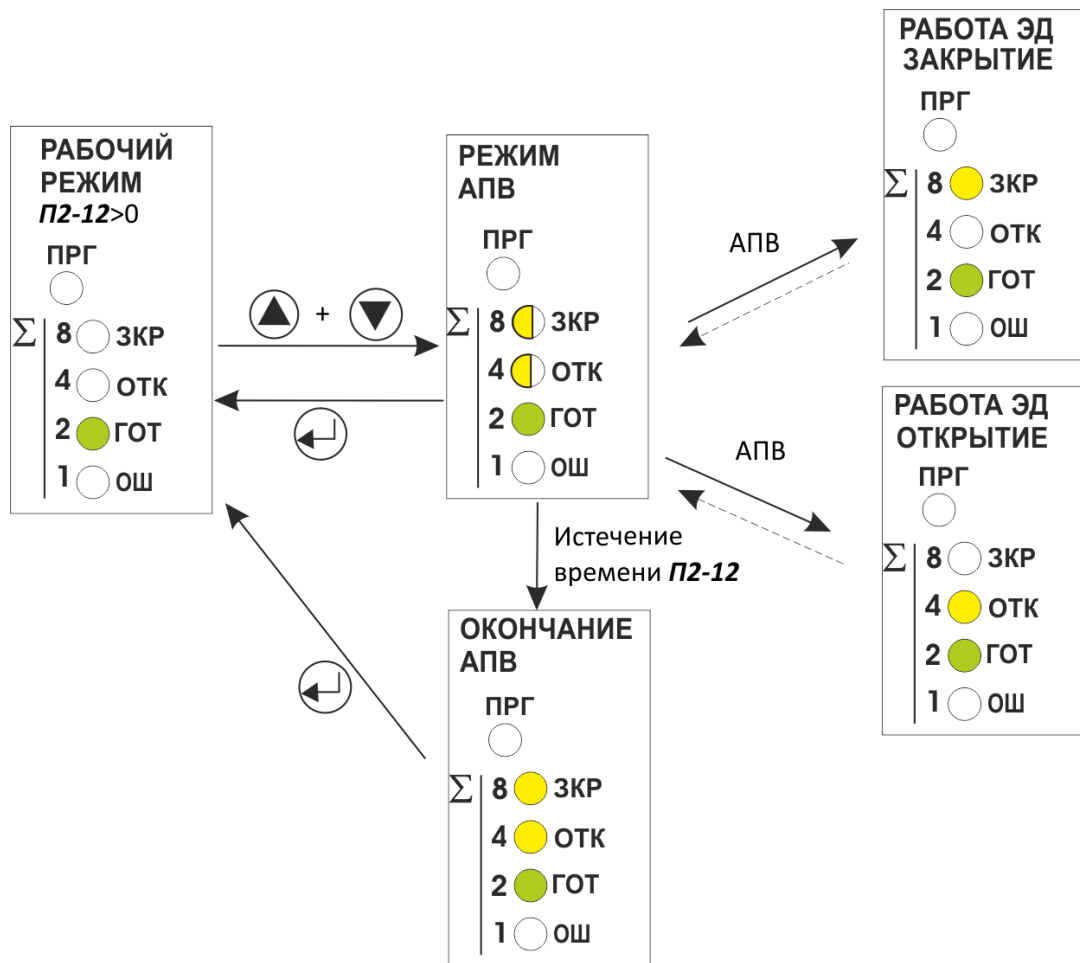 РАБОЧИЙ
РЕЖИМ
П2-12>0
ПРГ
Σ
8 ЗКР
4 ОТК
2 ГОТ
1 ОШ
+
РЕЖИМ
АПВ
ПРГ
Σ
8 ЗКР
4 ОТК
2 ГОТ
1 ОШ
АПВ
РАБОТА ЭД
ЗАКРЫТИЕ
ПРГ
Σ
8 ЗКР
4 ОТК
2 ГОТ
1 ОШ
АПВ
РАБОТА ЭД
ОТКРЫТИЕ
ПРГ
Σ
8 ЗКР
4 ОТК
2 ГОТ
1 ОШ
Истечение
времени П2-12
ОКОНЧАНИЕ
АПВ
ПРГ
Σ
8 ЗКР
4 ОТК
2 ГОТ
1 ОШ